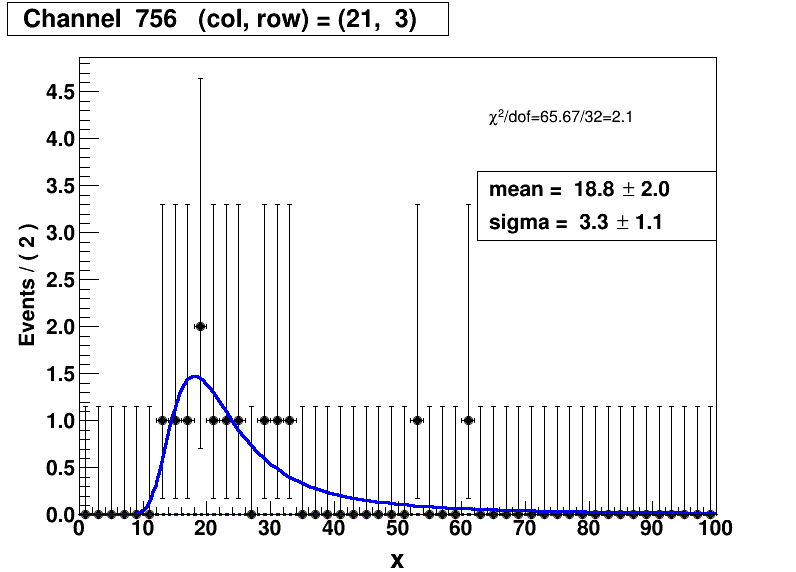 Channel 756 (col, row) = (21, 3)
χ²/dof=65.67/32=2.1
mean = 18.8 ± 2.0
sigma = 3.3 ± 1.1
Events / ( 2 )
4.5
4.0
3.5
3.0
2.5
2.0
1.5
1.0
0.5
0.0
0 10 20 30 40 50 60 70 80 90 100
x